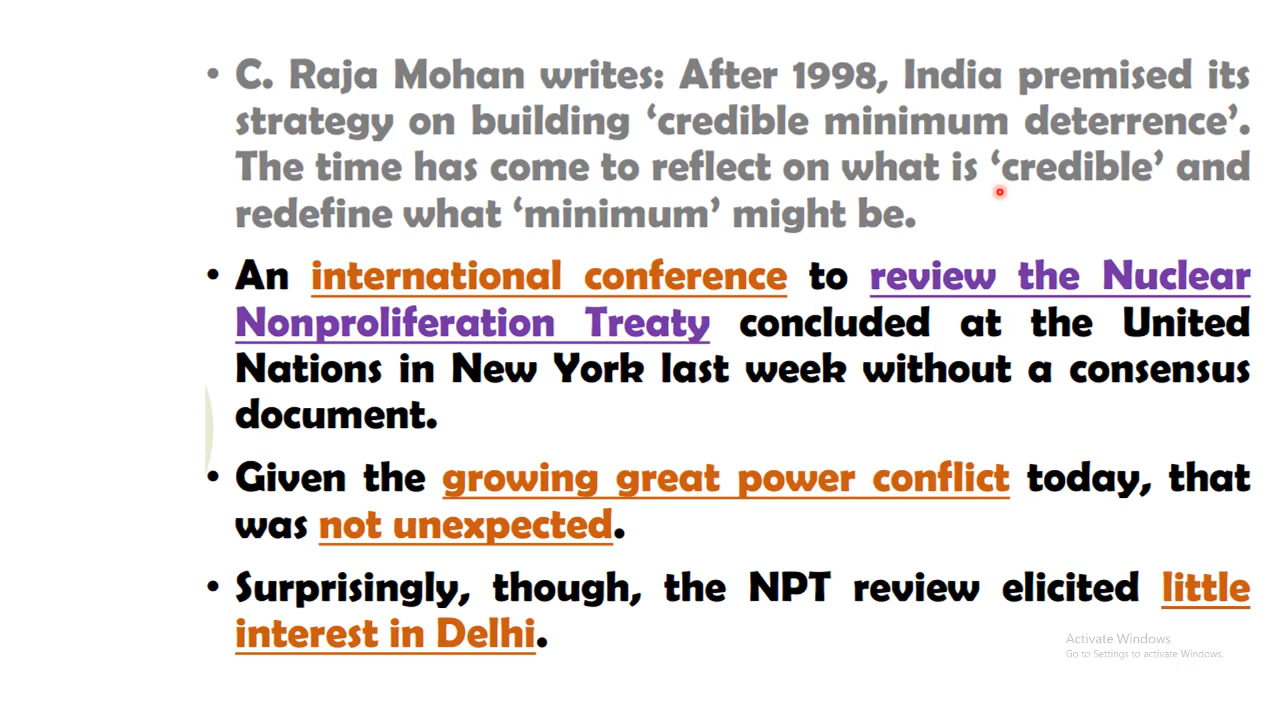 • C. Raja Mohan writes: After 1998, India premised its
strategy on building ‘credible minimum deterrence’.
The time has come to reflect on what is ‘credible’ and
redefine what ‘minimum’ might be.
• An international conference to review the Nuclear
Nonproliferation Treaty concluded at the United
Nations in New York last week without a consensus
document.
• Given the growing great power conflict today, that
was not unexpected.
• Surprisingly, though, the NPT review elicited little
interest in Delhi.
Activate Windows
Go to Settings to activate Windows.